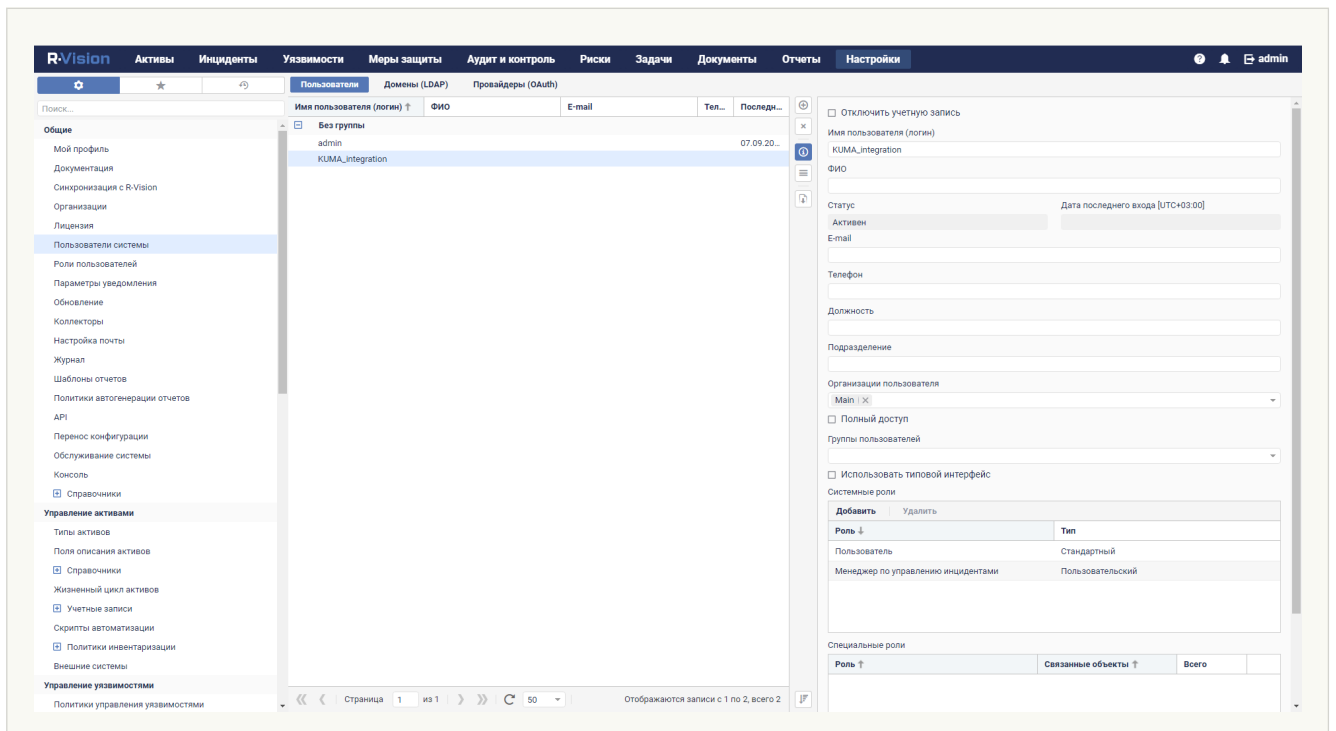 R·Vision Активы Инциденты Уязвимости Меры защиты Аудит и контроль Риски Задачи Документы Отчеты Настройки admin
Пользователи Домены (LDAP) Провайдеры (OAuth)
Поиск...
Общие
Мой профиль
Документация
Синхронизация с R-Vision
Организации
Лицензия
Пользователи системы
Роли пользователей
Параметры уведомления
Обновление
Коллекторы
Настройка почты
Журнал
Шаблоны отчетов
Политики автогенерации отчетов
API
Перенос конфигурации
Обслуживание системы
Консоль
Справочники
Управление активами
Типы активов
Поля описания активов
Справочники
Жизненный цикл активов
Учетные записи
Скрипты автоматизации
Политики инвентаризации
Внешние системы
Управление уязвимостями
Политики управления уязвимостями
Имя пользователя (логин) ↑ ФИО E-mail Тел... Последн...
Без группы
admin 07.09.20...
KUMA_integration
Страница 1 из 1 50 Отображаются записи с 1 по 2, всего 2
Отключить учетную запись
Имя пользователя (логин)
KUMA_integration
ФИО
Статус Дата последнего входа [UTC+03:00]
Активен
E-mail
Телефон
Должность
Подразделение
Организации пользователя
Main
Полный доступ
Группы пользователей
Использовать типовой интерфейс
Системные роли
Добавить Удалить
Роль ↓ Тип
Пользователь Стандартный
Менеджер по управлению инцидентами Пользовательский
Специальные роли
Роль ↑ Связанные объекты ↑ Всего